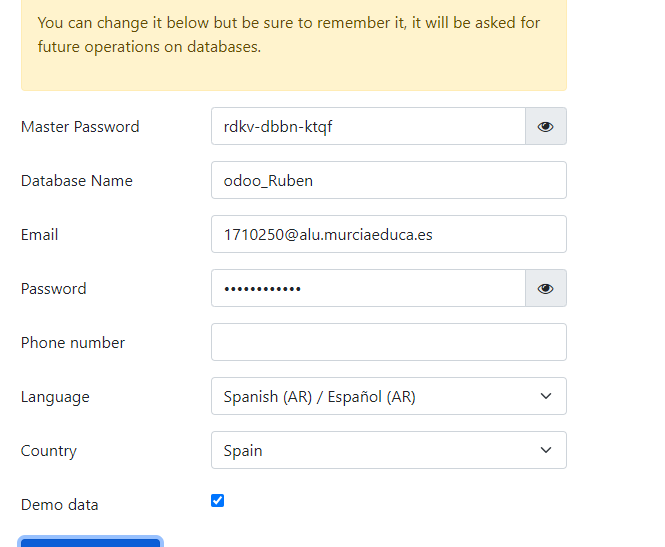 You can change it below but be sure to remember it, it will be asked for
future operations on databases.
Master Password rdkv-dbbn-ktqf
Database Name odoo_Ruben
Email 1710250@alu.murciaeduca.es
Password ••••••••••••
Phone number
Language Spanish (AR) / Español (AR)
Country Spain
Demo data